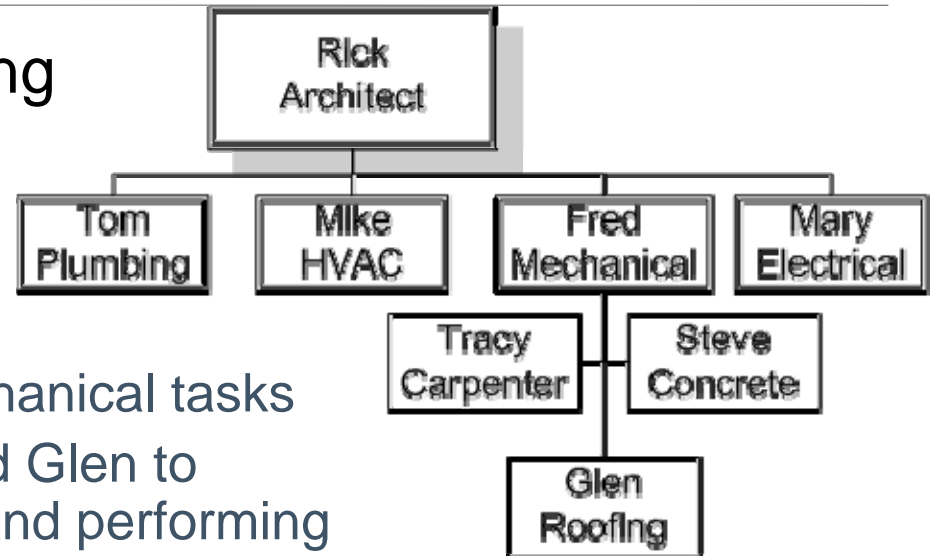 ng
Rick
Architect
Tom
Plumbing
Mike
HVAC
Fred
Mechanical
Mary
Electrical
Tracy
Carpenter
Steve
Concrete
hanical tasks
d Glen to
and performing
Glen
Roofing